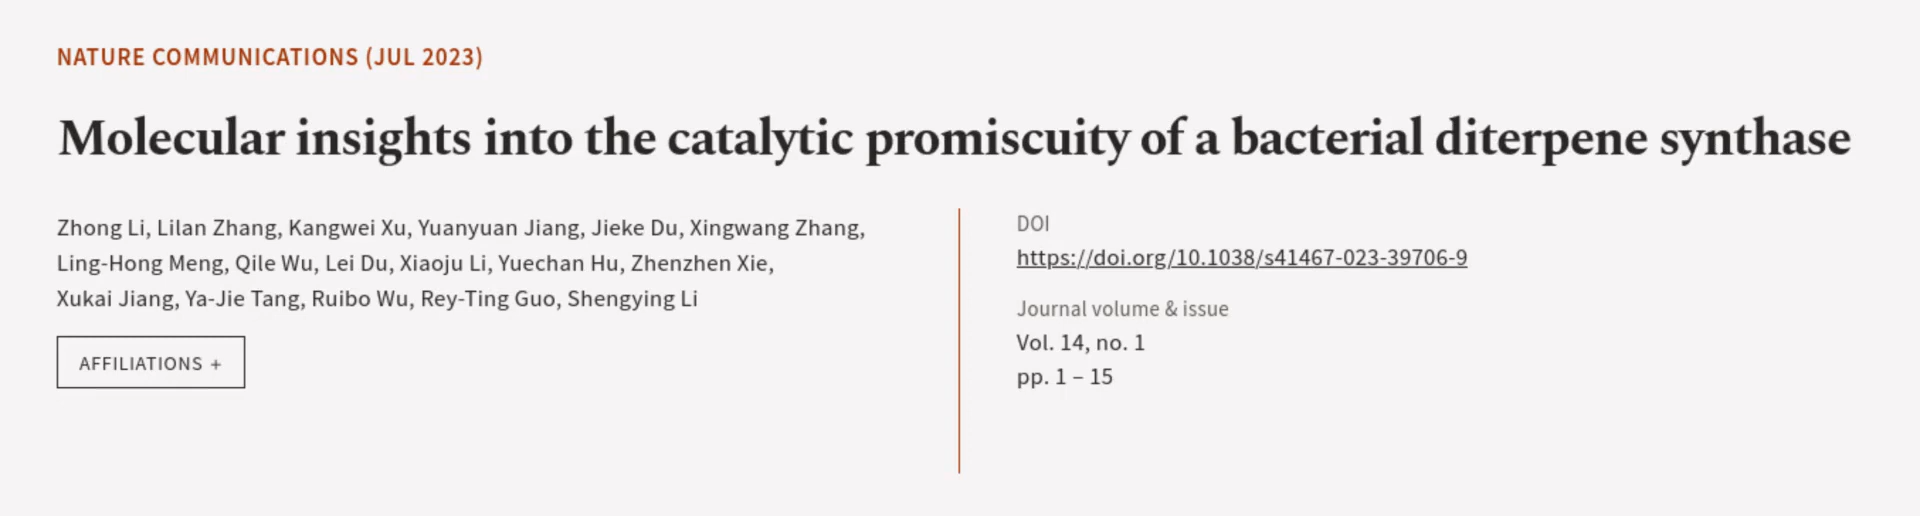 NATURE COMMUNICATIONS (JUL 2023)
Molecular insights into the catalytic promiscuity of a bacterial diterpene synthase
Zhong Li, Lilan Zhang, Kangwei Xu, Yuanyuan Jiang, Jieke Du, Xingwang Zhang,
Ling-Hong Meng, Qile Wu, Lei Du, Xiaoju Li, Yuechan Hu, Zhenzhen Xie,
Xukai Jiang, Ya-Jie Tang, Ruibo Wu, Rey-Ting Guo, Shengying Li
AFFILIATIONS +
DOI
https://doi.org/10.1038/s41467-023-39706-9
Journal volume & issue
Vol. 14, no. 1
pp. 1 – 15